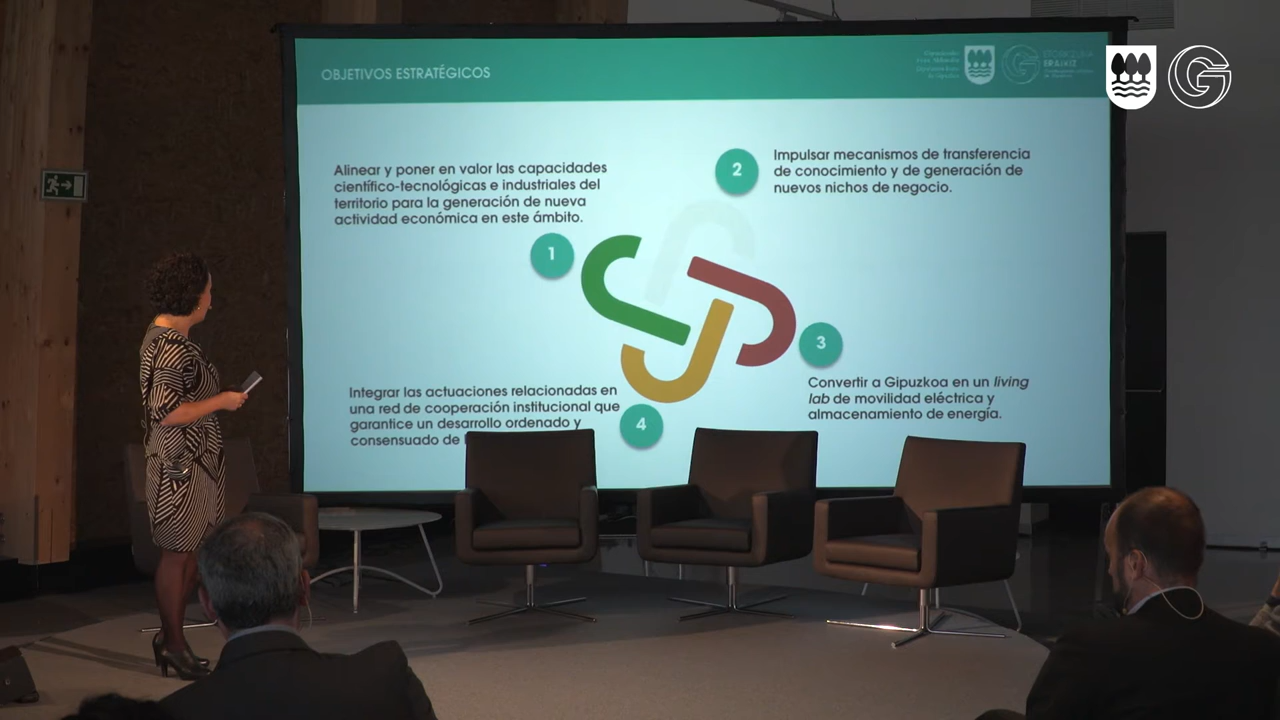 OBJETIVOS ESTRATÉGICOS
ERAIKIZ
Alinear y poner en valor las capacidades
científico-tecnológicas e industriales del
territorio para la generación de nueva
actividad económica en este ámbito.
1
2
Impulsar mecanismos de transferencia
de conocimiento y de generación de
nuevos nichos de negocio.
3
Convertir a Gipuzkoa en un living
lab de movilidad eléctrica y
almacenamiento de energía.
Integrar las actuaciones relacionadas en
una red de cooperación institucional que
garantice un desarrollo ordenado y
consensuado de
4
G